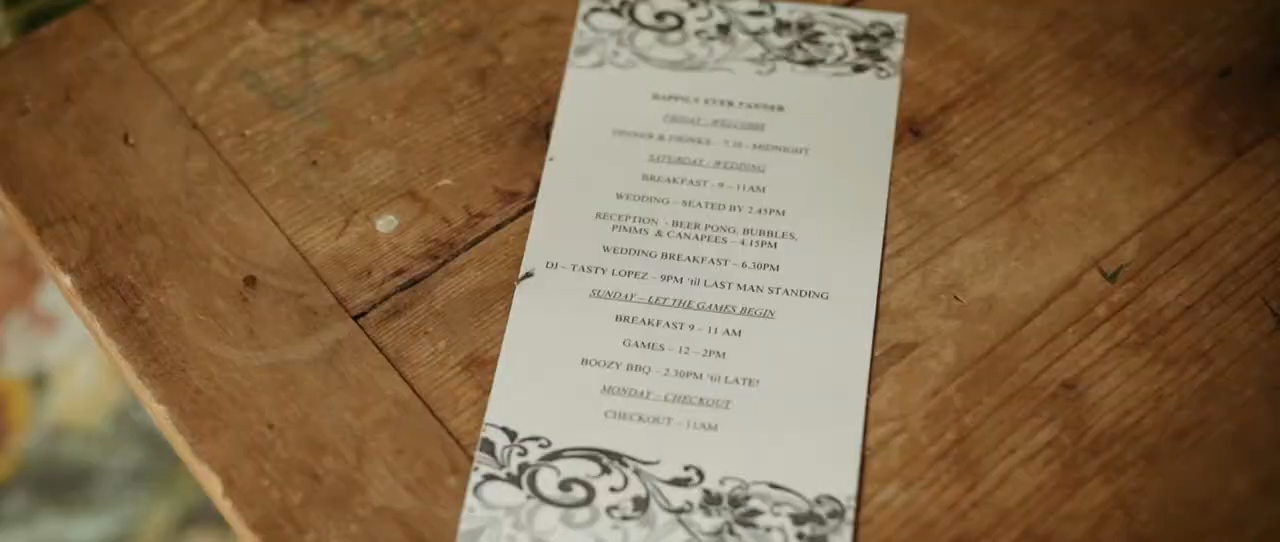 HAPPILY EVER FANNER
FRIDAY - WELCOME
DINNER & DRINKS – 7.30 - MIDNIGHT
SATURDAY - WEDDING
BREAKFAST - 9 – 11AM
WEDDING – SEATED BY 2.45PM
RECEPTION - BEER PONG, BUBBLES,
PIMMS & CANAPEES – 4.15PM
WEDDING BREAKFAST – 6.30PM
DJ – TASTY LOPEZ – 9PM 'til LAST MAN STANDING
SUNDAY – LET THE GAMES BEGIN
BREAKFAST 9 – 11 AM
GAMES – 12 – 2PM
BOOZY BBQ – 2.30PM 'til LATE!
MONDAY – CHECKOUT
CHECKOUT – 11AM